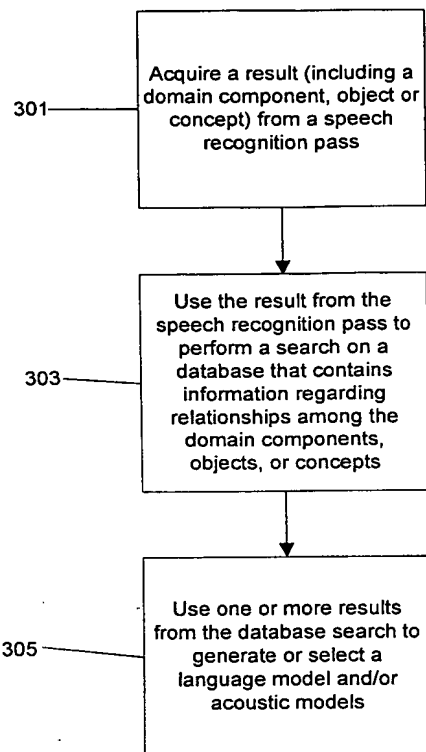 Acquire a result (including a
domain component, object or
concept) from a speech
recognition pass
301
Use the result from the
speech recognition pass to
perform a search on a
database that contains
information regarding
relationships among the
domain components,
objects, or concepts
303
Use one or more results
from the database search to
generate or select a
language model and/or
acoustic models
305